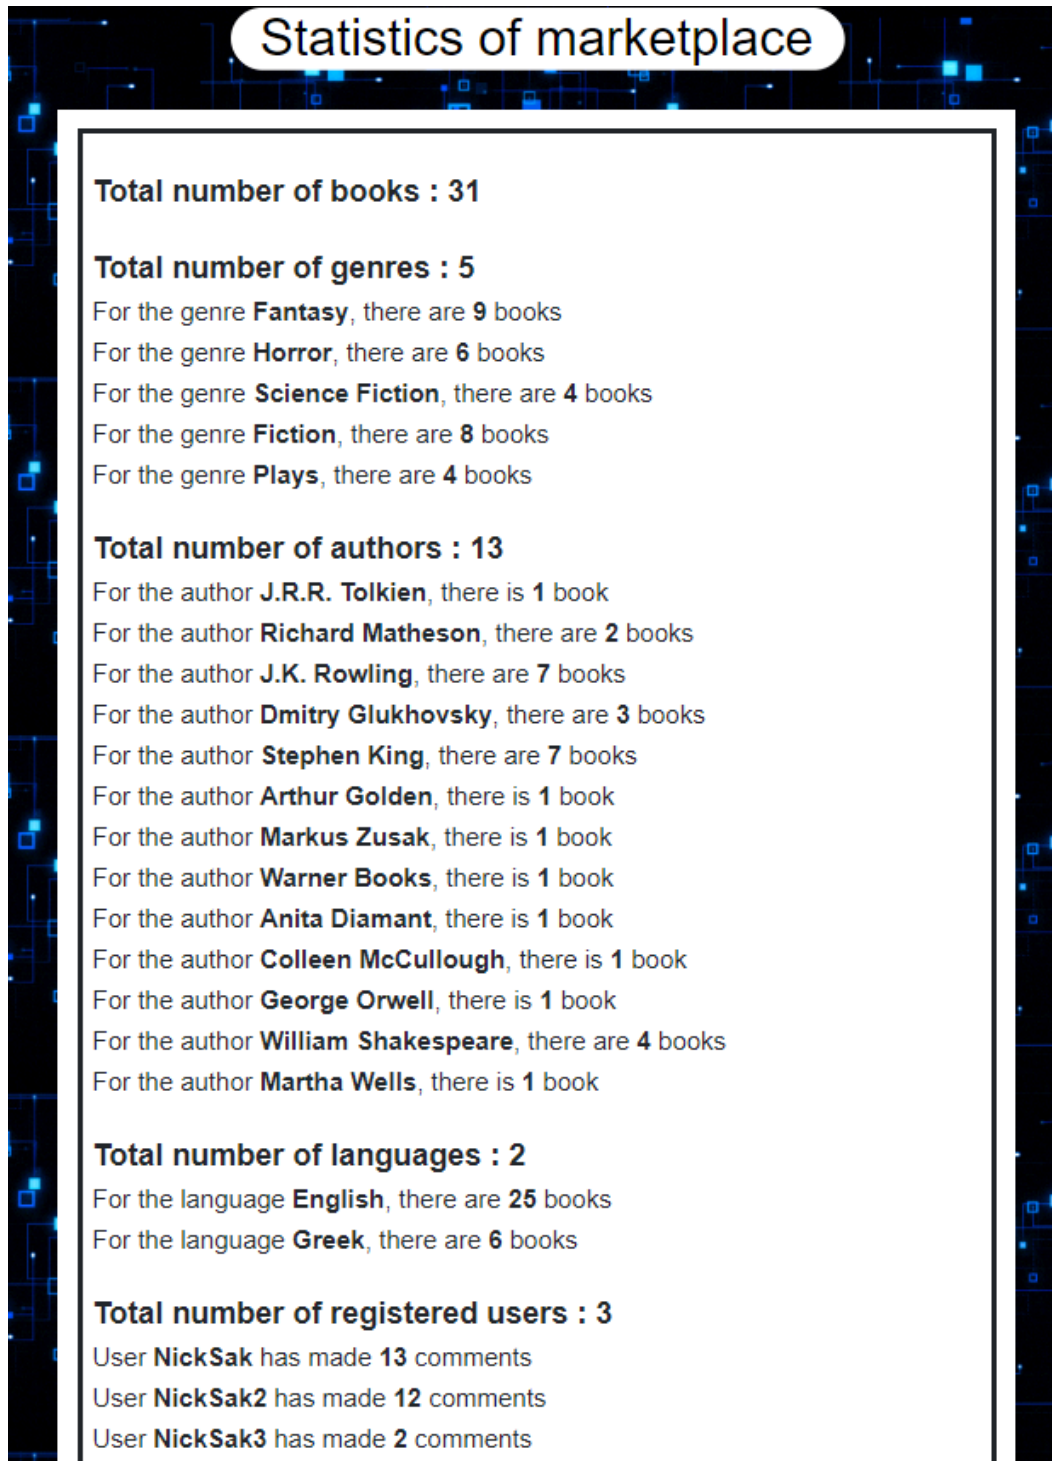 Statistics of marketplace
Total number of books : 31
Total number of genres : 5
For the genre Fantasy, there are 9 books
For the genre Horror, there are 6 books
For the genre Science Fiction, there are 4 books
For the genre Fiction, there are 8 books
For the genre Plays, there are 4 books
Total number of authors : 13
For the author J.R.R. Tolkien, there is 1 book
For the author Richard Matheson, there are 2 books
For the author J.K. Rowling, there are 7 books
For the author Dmitry Glukhovsky, there are 3 books
For the author Stephen King, there are 7 books
For the author Arthur Golden, there is 1 book
For the author Markus Zusak, there is 1 book
For the author Warner Books, there is 1 book
For the author Anita Diamant, there is 1 book
For the author Colleen McCullough, there is 1 book
For the author George Orwell, there is 1 book
For the author William Shakespeare, there are 4 books
For the author Martha Wells, there is 1 book
Total number of languages : 2
For the language English, there are 25 books
For the language Greek, there are 6 books
Total number of registered users : 3
User NickSak has made 13 comments
User NickSak2 has made 12 comments
User NickSak3 has made 2 comments